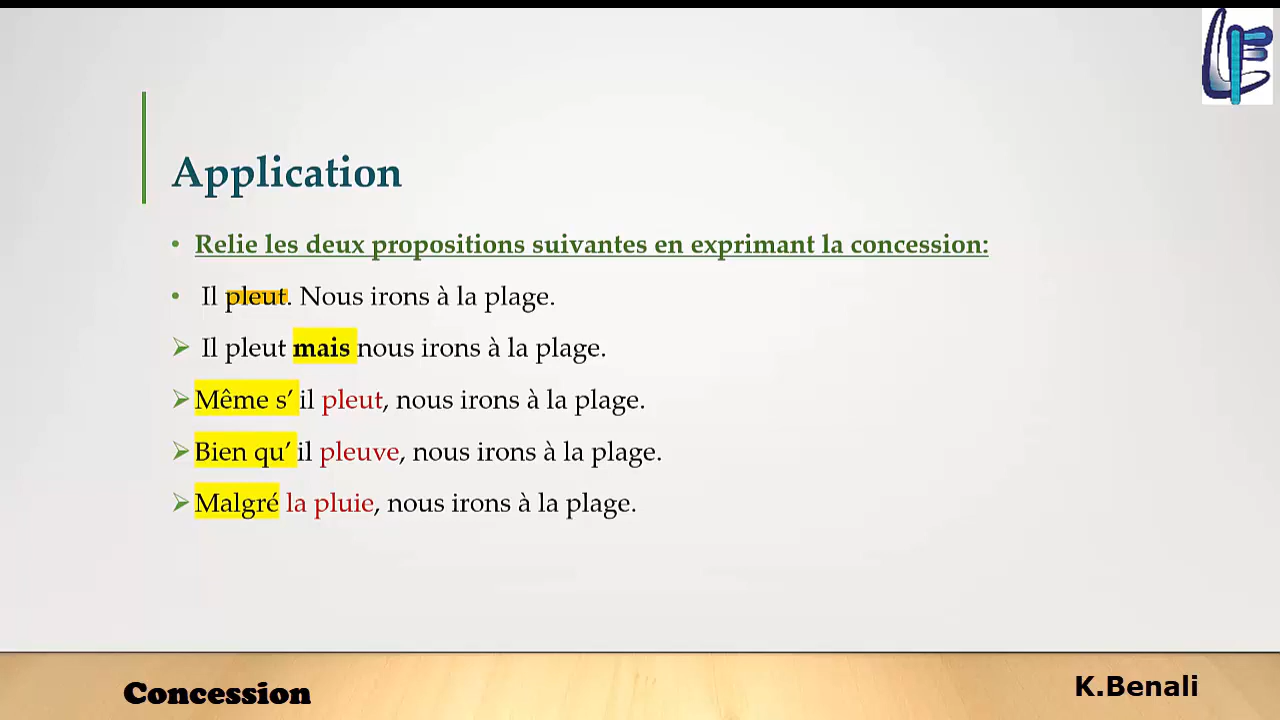 Application
• Relie les deux propositions suivantes en exprimant la concession:
• Il pleut. Nous irons à la plage.
➢ Il pleut mais nous irons à la plage.
➢ Même s’ il pleut, nous irons à la plage.
➢ Bien qu’ il pleuve, nous irons à la plage.
➢ Malgré la pluie, nous irons à la plage.
Concession
K.Benali